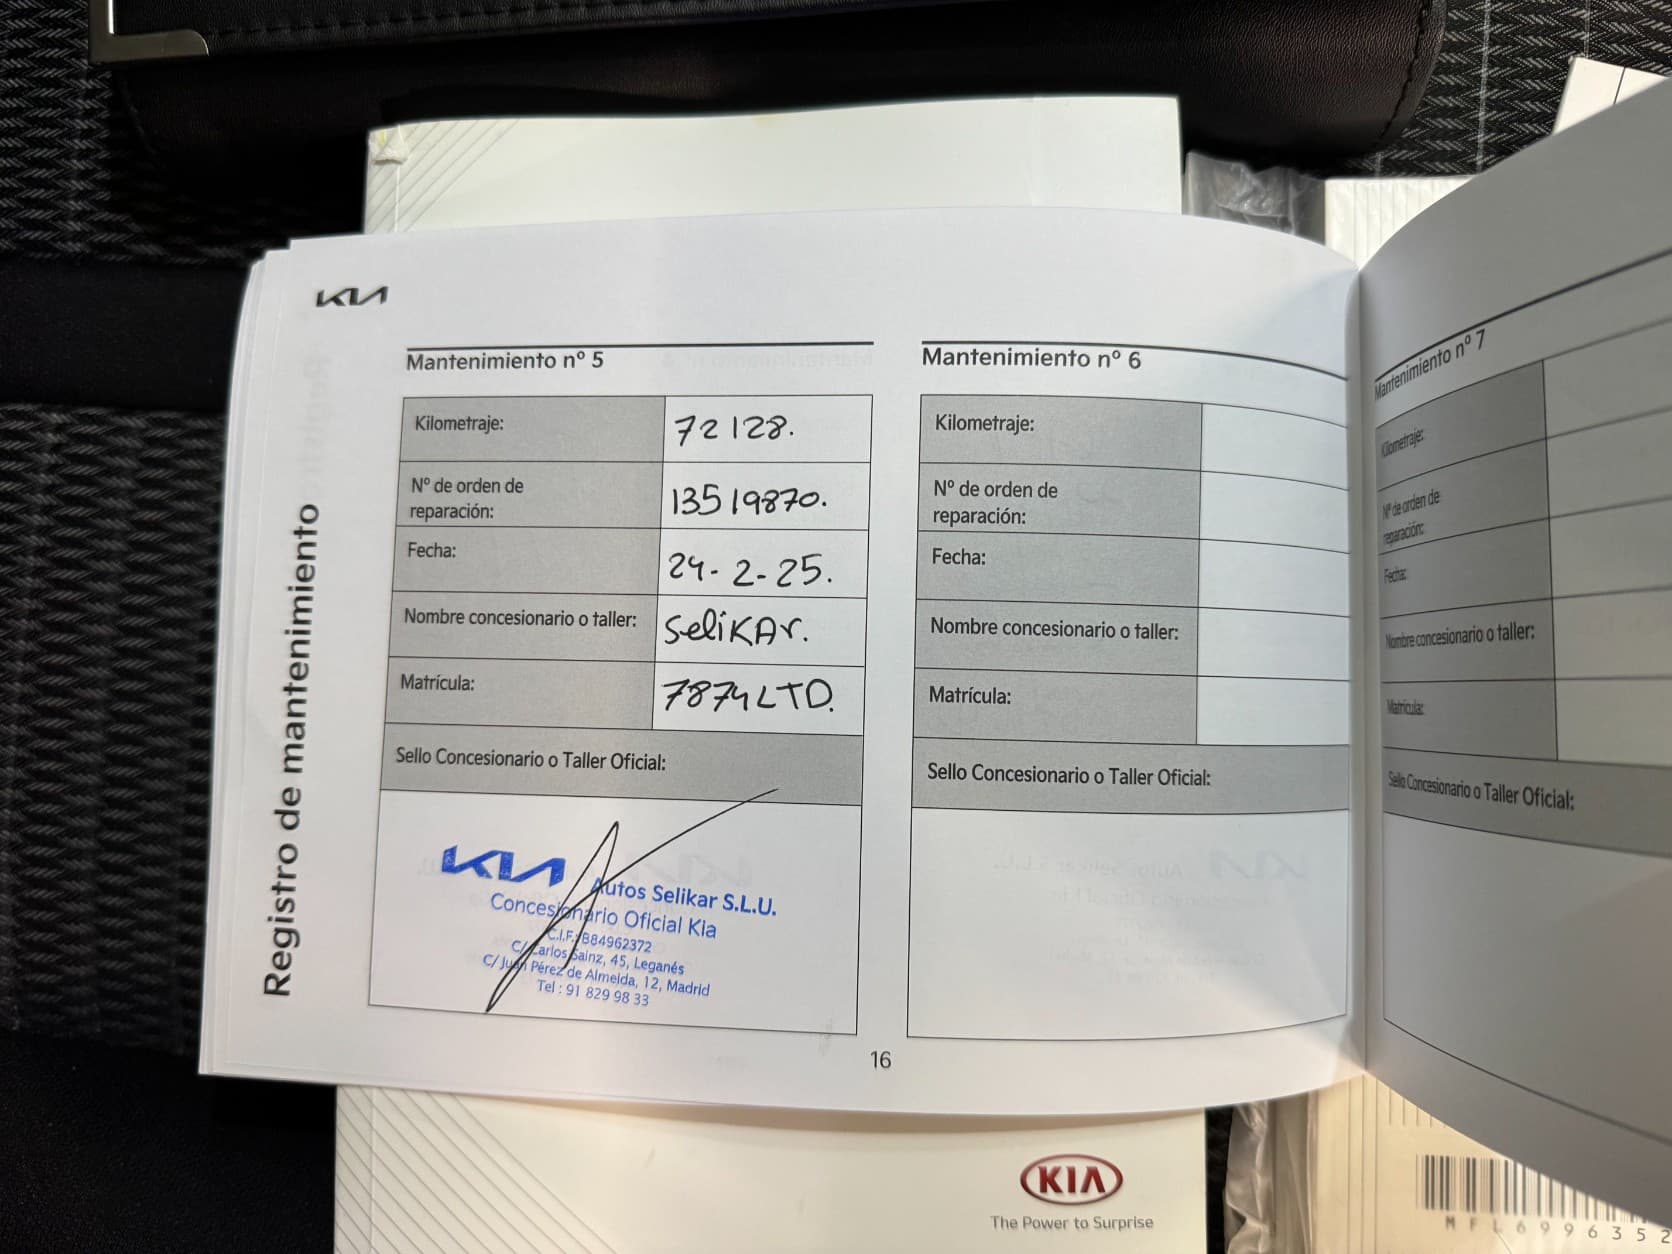 KIA
Registro de mantenimiento
Mantenimiento nº 5
Kilometraje: 72128.
Nº de orden de
reparación: 13519870.
Fecha: 24-2-25.
Nombre concesionario o taller: SeliKAr.
Matrícula: 7874LTD.
Sello Concesionario o Taller Oficial:
KIA
Autos Selikar S.L.U.
Concesionario Oficial Kia
C.I.F.: B84962372
C/ Carlos Sainz, 45, Leganés
C/ Juan Pérez de Almeida, 12, Madrid
Tel : 91 829 98 33
Mantenimiento nº 6
Kilometraje:
Nº de orden de
reparación:
Fecha:
Nombre concesionario o taller:
Matrícula:
Sello Concesionario o Taller Oficial:
16
Mantenimiento nº 7
Kilometraje:
Nº de orden de
reparación:
Fecha:
Nombre concesionario o taller:
Matrícula:
Sello Concesionario o Taller Oficial:
KIA
The Power to Surprise
MFL6996352